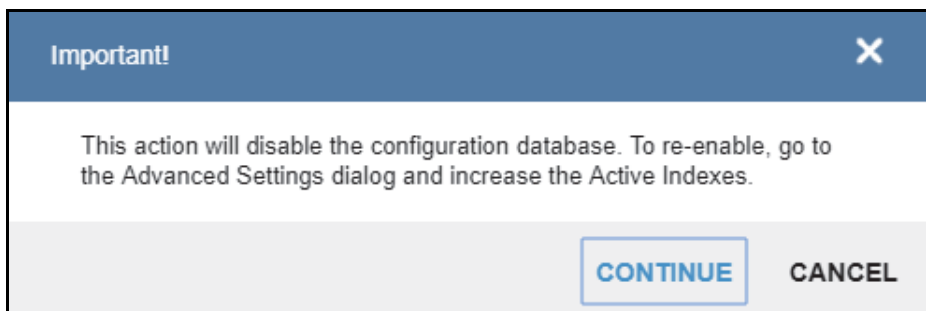 Important!
This action will disable the configuration database. To re-enable, go to
the Advanced Settings dialog and increase the Active Indexes.
CONTINUE
CANCEL